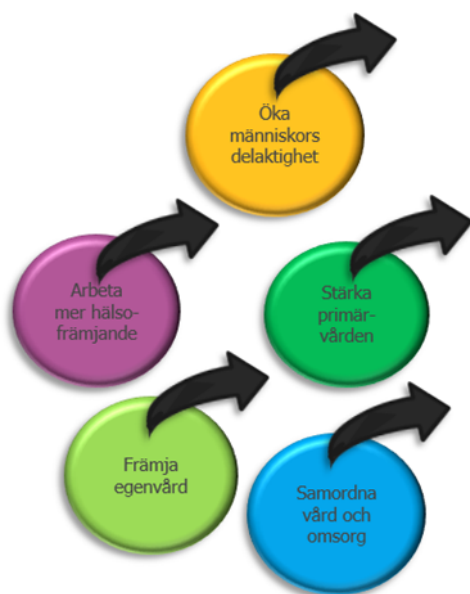 Öka
människors
delaktighet
Arbeta
mer hälso-
främjande
Stärka
primär-
vården
Främja
egenvård
Samordna
vård och
omsorg